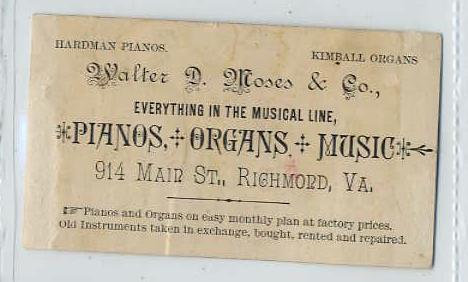 HARDMAN PIANOS. KIMBALL ORGANS
Walter D. Moses & Co.,
EVERYTHING IN THE MUSICAL LINE,
PIANOS, ORGANS, MUSIC
914 MAIN ST., RICHMOND, VA.
☞Pianos and Organs on easy monthly plan at factory prices.
Old Instruments taken in exchange, bought, rented and repaired.